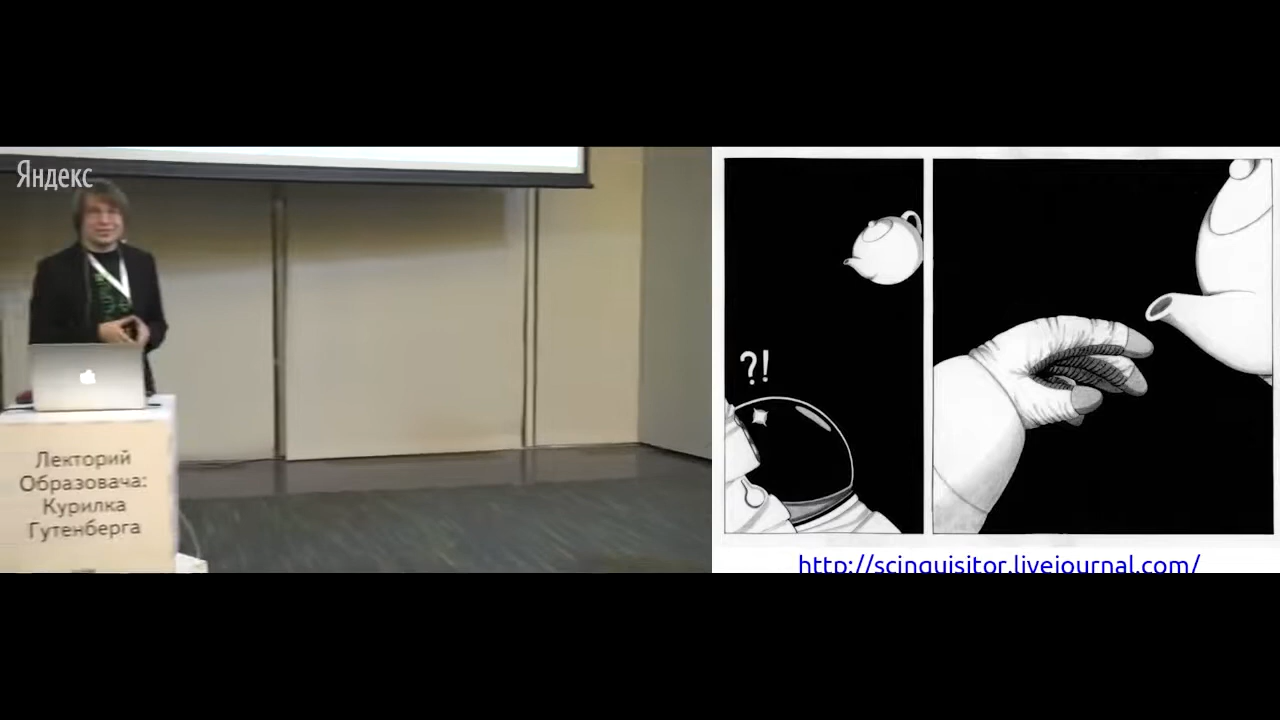 Яндекс
Лекторий
Образовача:
Курилка
Гутенберга
?!
http://scinquisitor.livejournal.com/